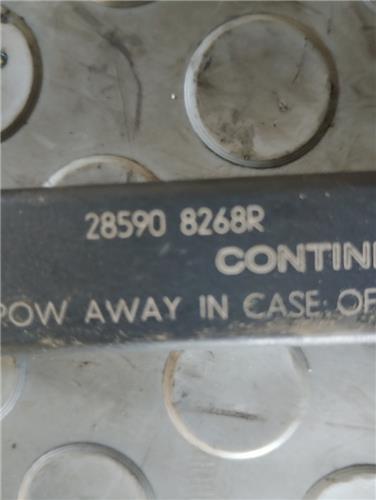 28590 8268R
CONTIN
ROW AWAY IN CASE OF